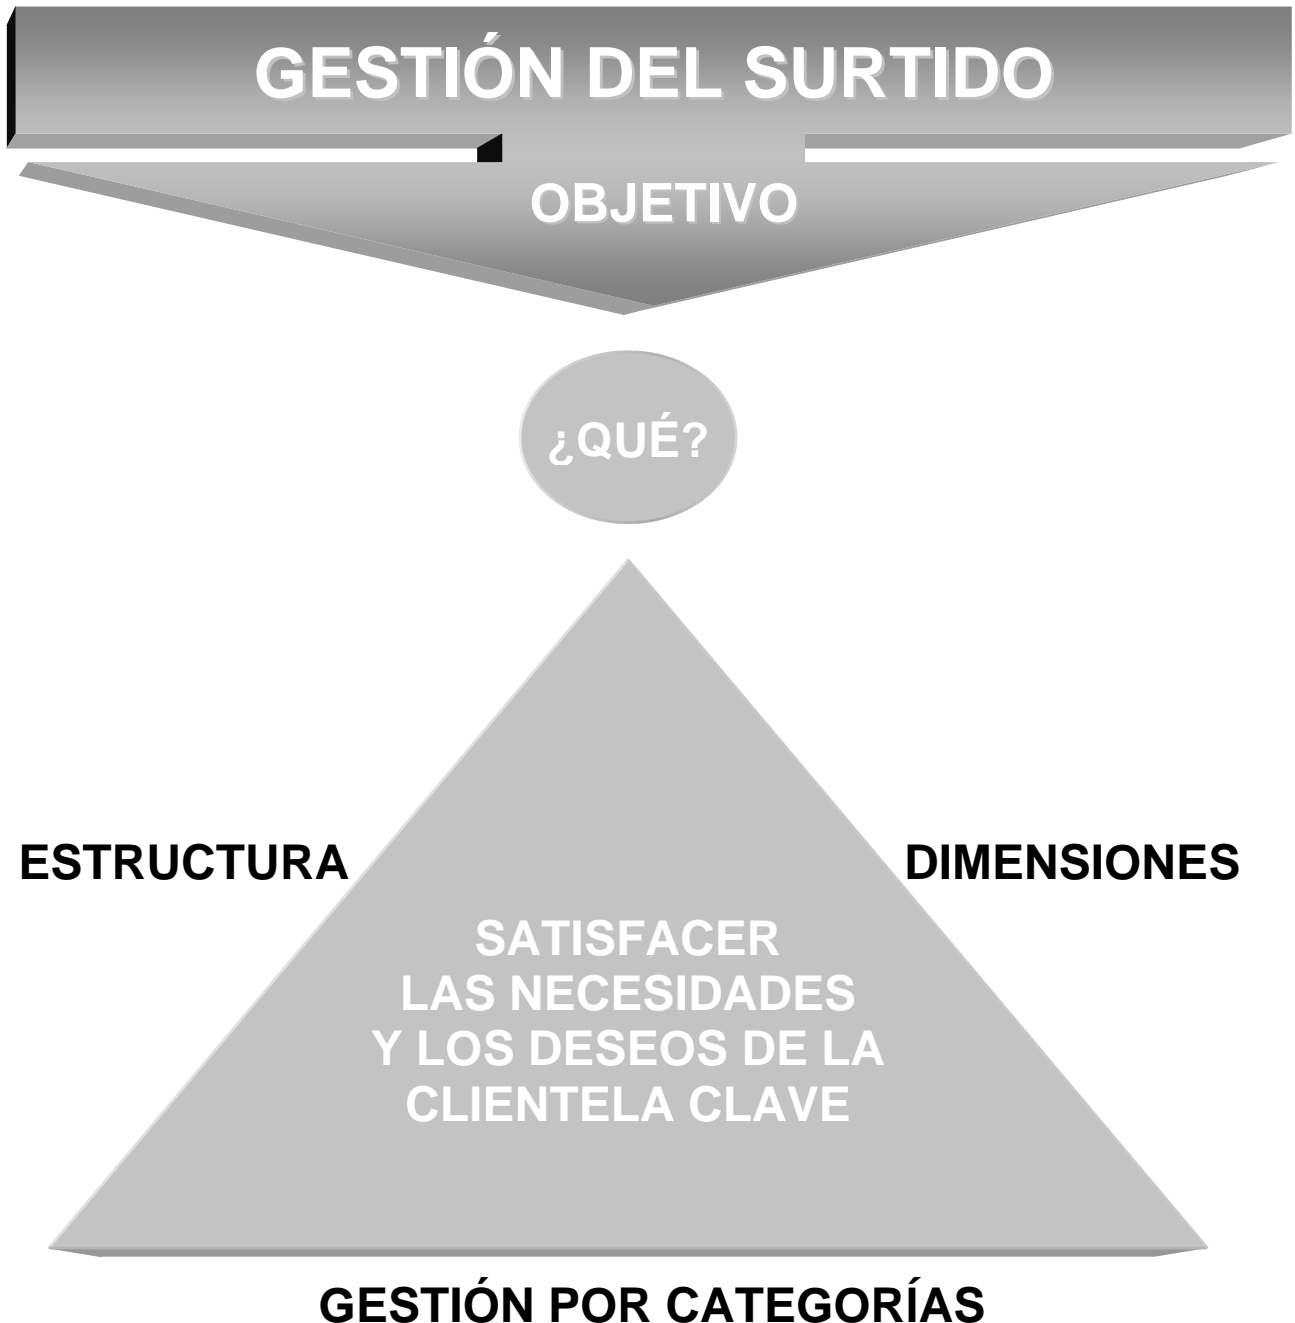 GESTIÓN DEL SURTIDO
OBJETIVO
¿QUÉ?
ESTRUCTURA
DIMENSIONES
SATISFACER
LAS NECESIDADES
Y LOS DESEOS DE LA
CLIENTELA CLAVE
GESTIÓN POR CATEGORÍAS